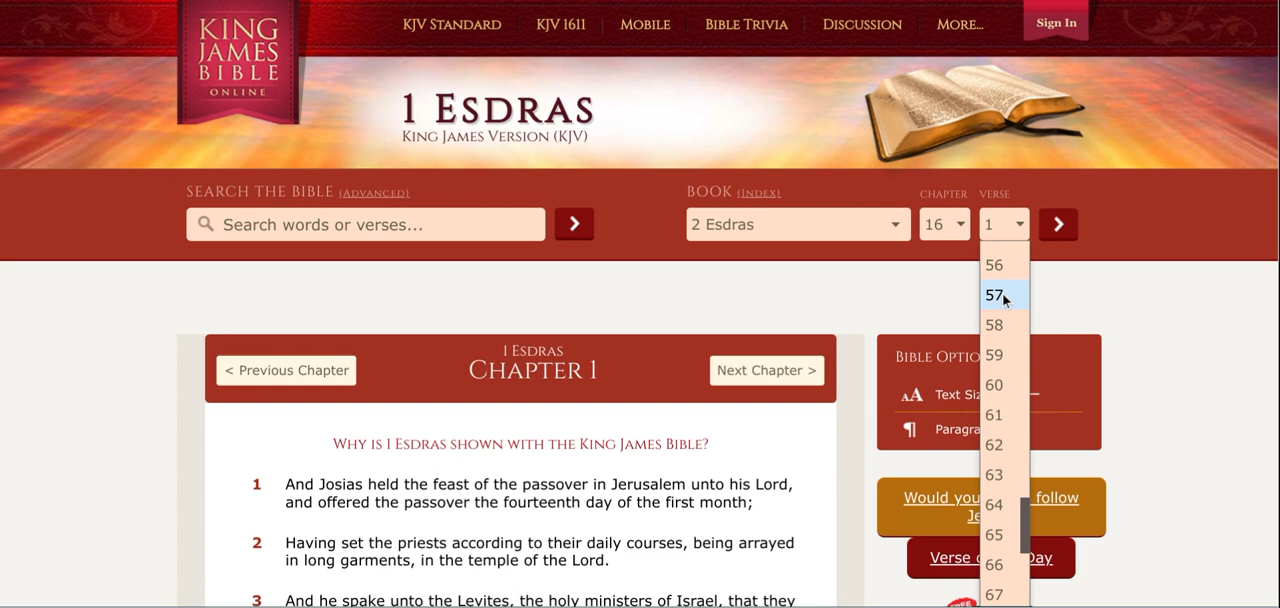 KING
JAMES
BIBLE
ONLINE
KJV STANDARD KJV 1611 MOBILE BIBLE TRIVIA DISCUSSION MORE... Sign In
1 ESDRAS
KING JAMES VERSION (KJV)
SEARCH THE BIBLE (ADVANCED) BOOK (INDEX) CHAPTER VERSE
Search words or verses... 2 Esdras 16 1
56
57
58
59
60
61
62
63
64
65
66
67
1 ESDRAS
< Previous Chapter CHAPTER 1 Next Chapter >
WHY IS 1 ESDRAS SHOWN WITH THE KING JAMES BIBLE?
1 And Josias held the feast of the passover in Jerusalem unto his Lord,
and offered the passover the fourteenth day of the first month;
2 Having set the priests according to their daily courses, being arrayed
in long garments, in the temple of the Lord.
3 And he spake unto the Levites, the holy ministers of Israel, that they
BIBLE
AA Text
¶
Would follow
Verse